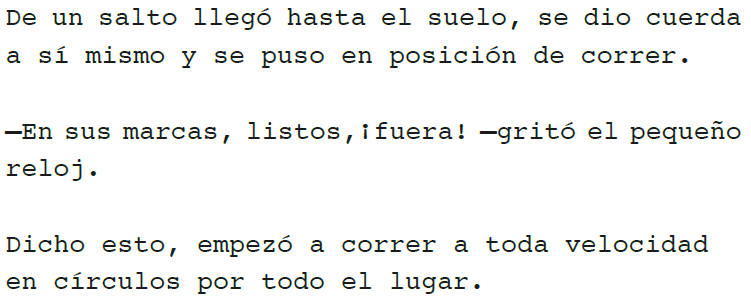 De un salto llegó hasta el suelo, se dio cuerda
a sí mismo y se puso en posición de correr.
—En sus marcas, listos,¡fuera! —gritó el pequeño
reloj.
Dicho esto, empezó a correr a toda velocidad
en círculos por todo el lugar.